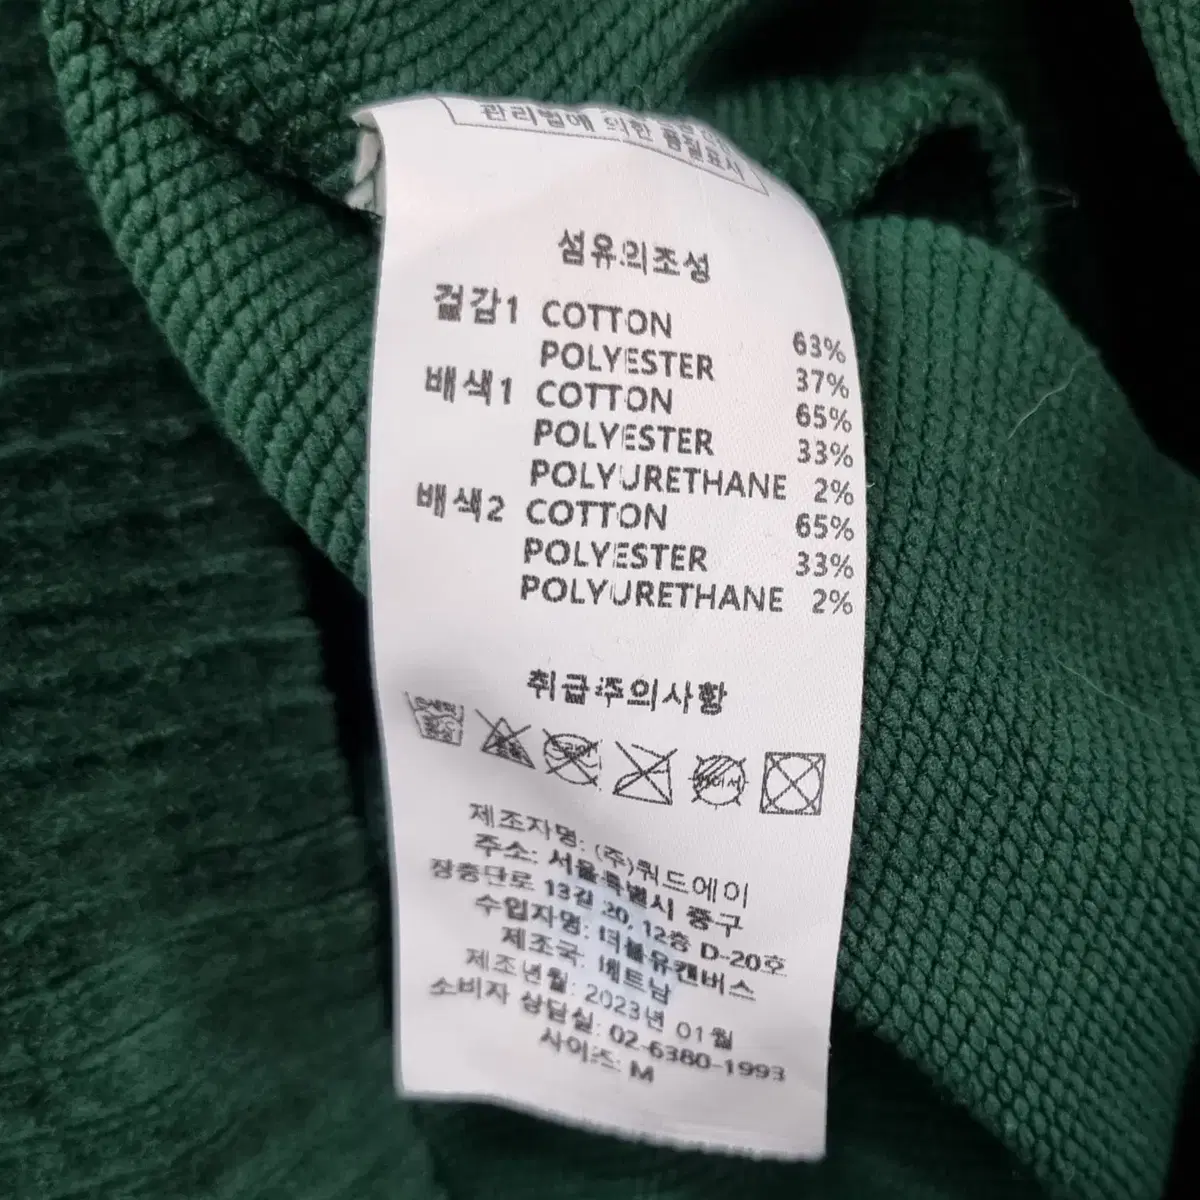 관리법에 의한 품질표시
섬유의조성
겉감1 COTTON 63%
POLYESTER 37%
배색1 COTTON 65%
POLYESTER 33%
POLYURETHANE 2%
배색2 COTTON 65%
POLYESTER 33%
POLYURETHANE 2%
취급주의사항
제조자명: (주)쿼드에이
주소: 서울특별시 중구
장충단로 13길 20, 12층 D-20호
수입자명: 더블유캔버스
제조국: 베트남
제조년월: 2023년 01월
소비자 상담실: 02-6380-1993
사이즈: M